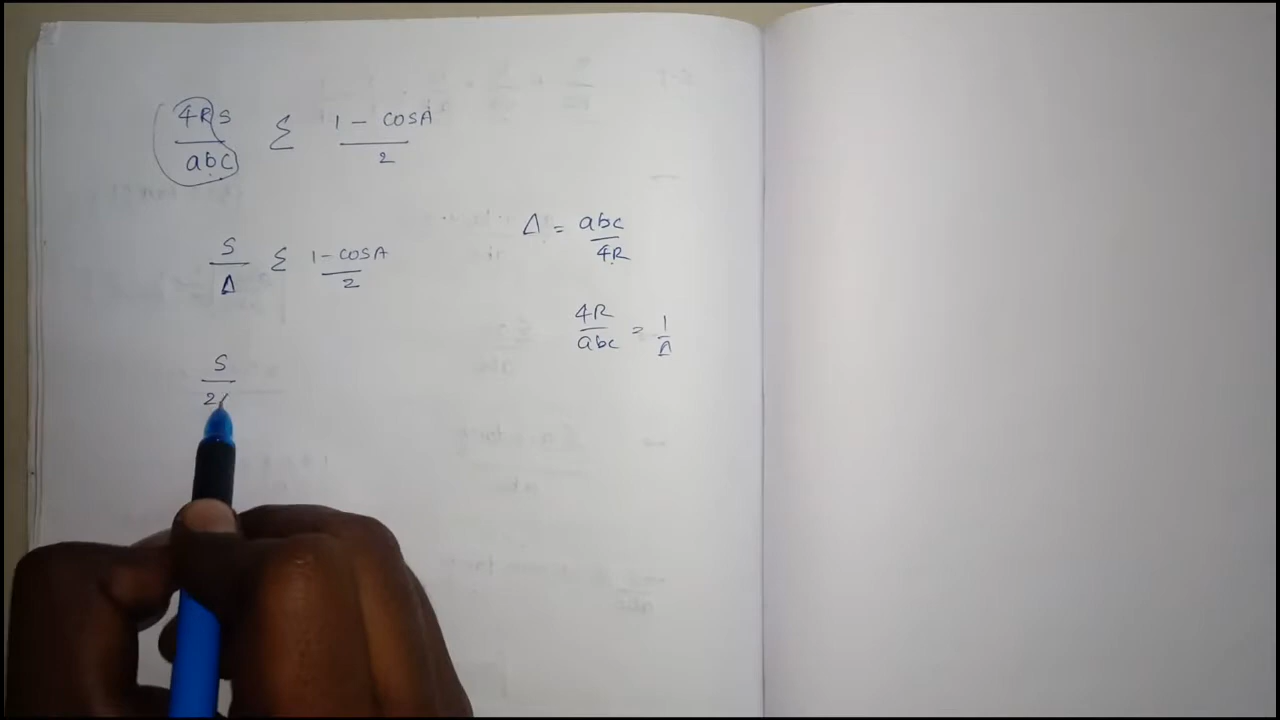 4RS/abc Σ 1 - COSA/2
S/Δ Σ 1 - COSA/2
S/2
Δ = abc/4R
4R/abc = 1/Δ